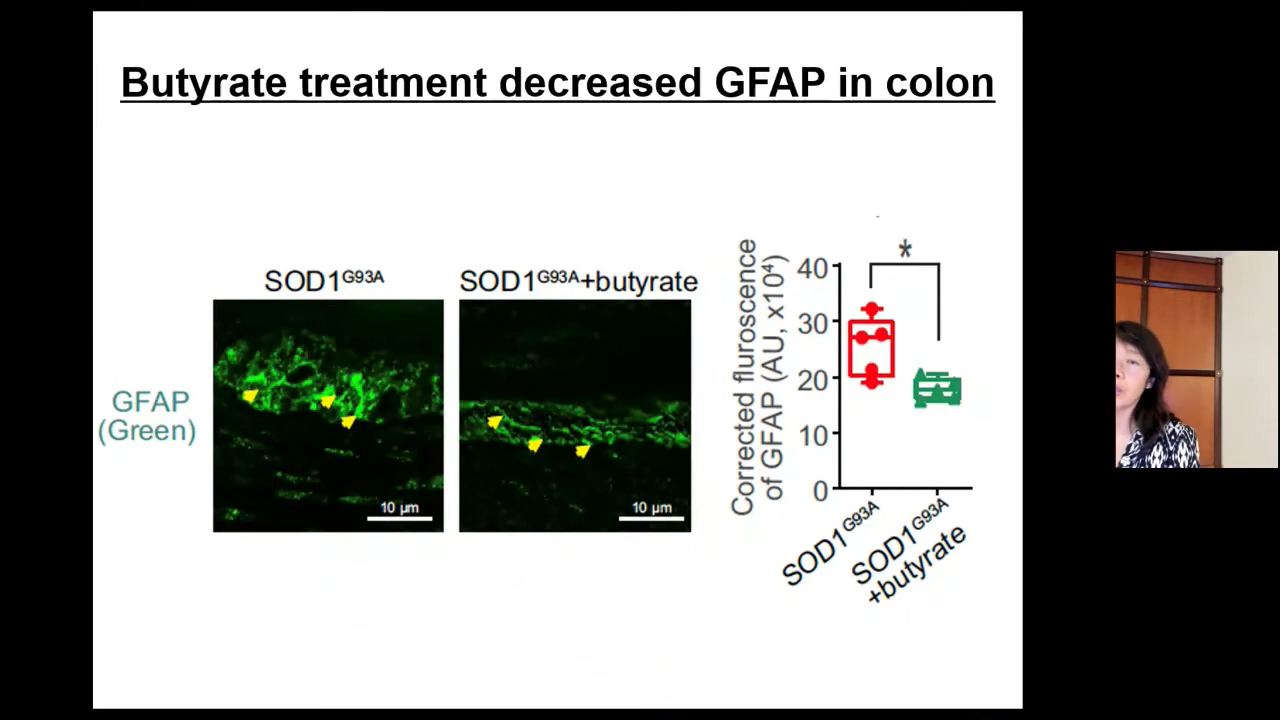 Butyrate treatment decreased GFAP in colon
SOD1ᴳ⁹³ᴬ
SOD1ᴳ⁹³ᴬ+butyrate
GFAP
(Green)
10 µm
10 µm
Corrected fluroscence
of GFAP (AU, x10⁴)
40
30
20
10
0
*
SOD1ᴳ⁹³ᴬ
SOD1ᴳ⁹³ᴬ
+butyrate